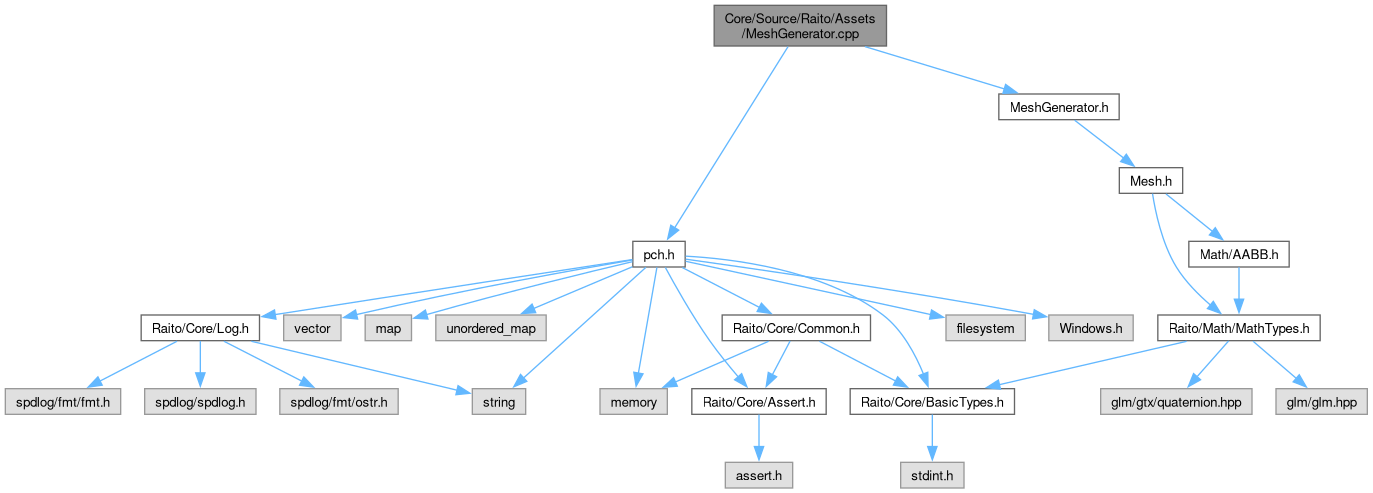 Core/Source/Raito/Assets
/MeshGenerator.cpp
MeshGenerator.h
Mesh.h
pch.h
Math/AABB.h
Raito/Core/Log.h
vector
map
unordered_map
Raito/Core/Common.h
filesystem
Windows.h
Raito/Math/MathTypes.h
spdlog/fmt/fmt.h
spdlog/spdlog.h
spdlog/fmt/ostr.h
string
memory
Raito/Core/Assert.h
Raito/Core/BasicTypes.h
glm/gtx/quaternion.hpp
glm/glm.hpp
assert.h
stdint.h